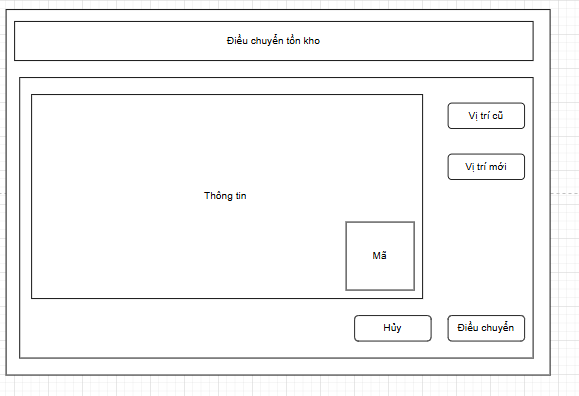 Điều chuyển tồn kho
Vị trí cũ
Vị trí mới
Thông tin
Mã
Hủy
Điều chuyển